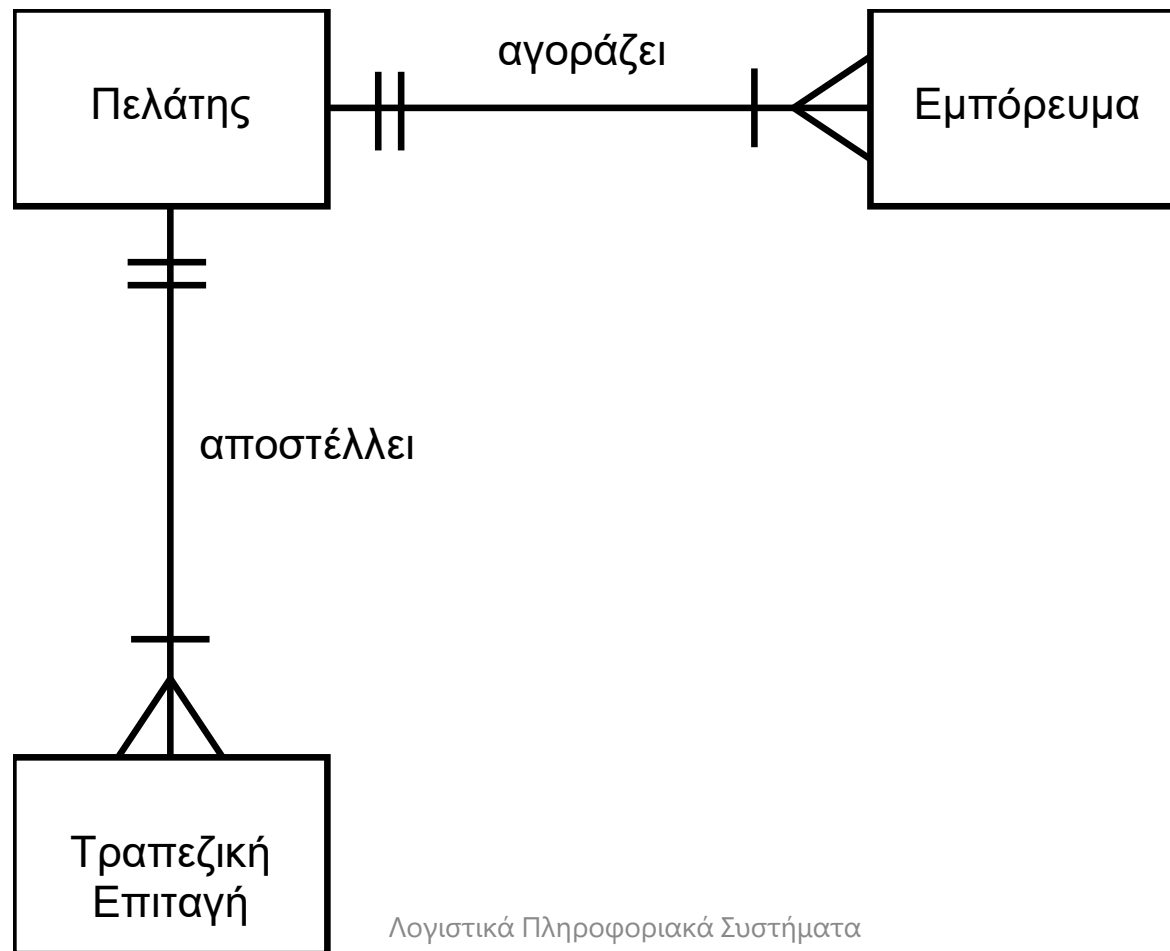 αγοράζει
Πελάτης
Εμπόρευμα
αποστέλλει
Τραπεζική
Επιταγή
Λογιστικά Πληροφοριακά Συστήματα